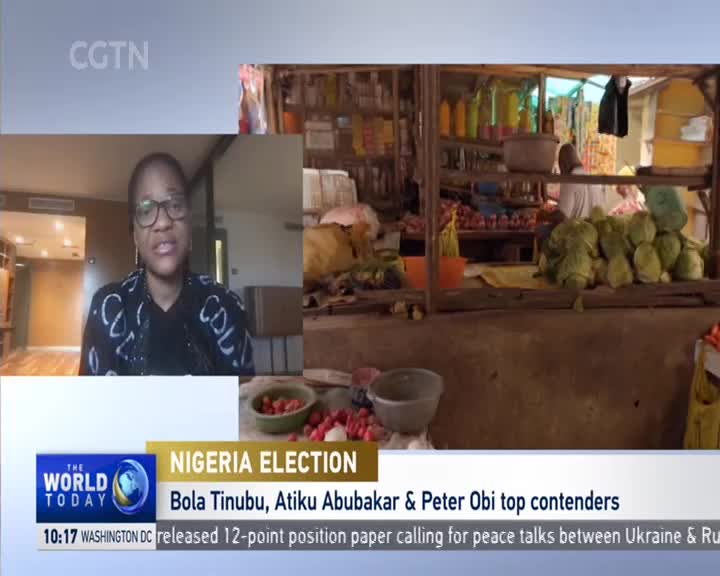 CGTN
NIGERIA ELECTION
THE
WORLD
TODAY
Bola Tinubu, Atiku Abubakar & Peter Obi top contenders
10:17 WASHINGTON DC
released 12-point position paper calling for peace talks between Ukraine & Ru